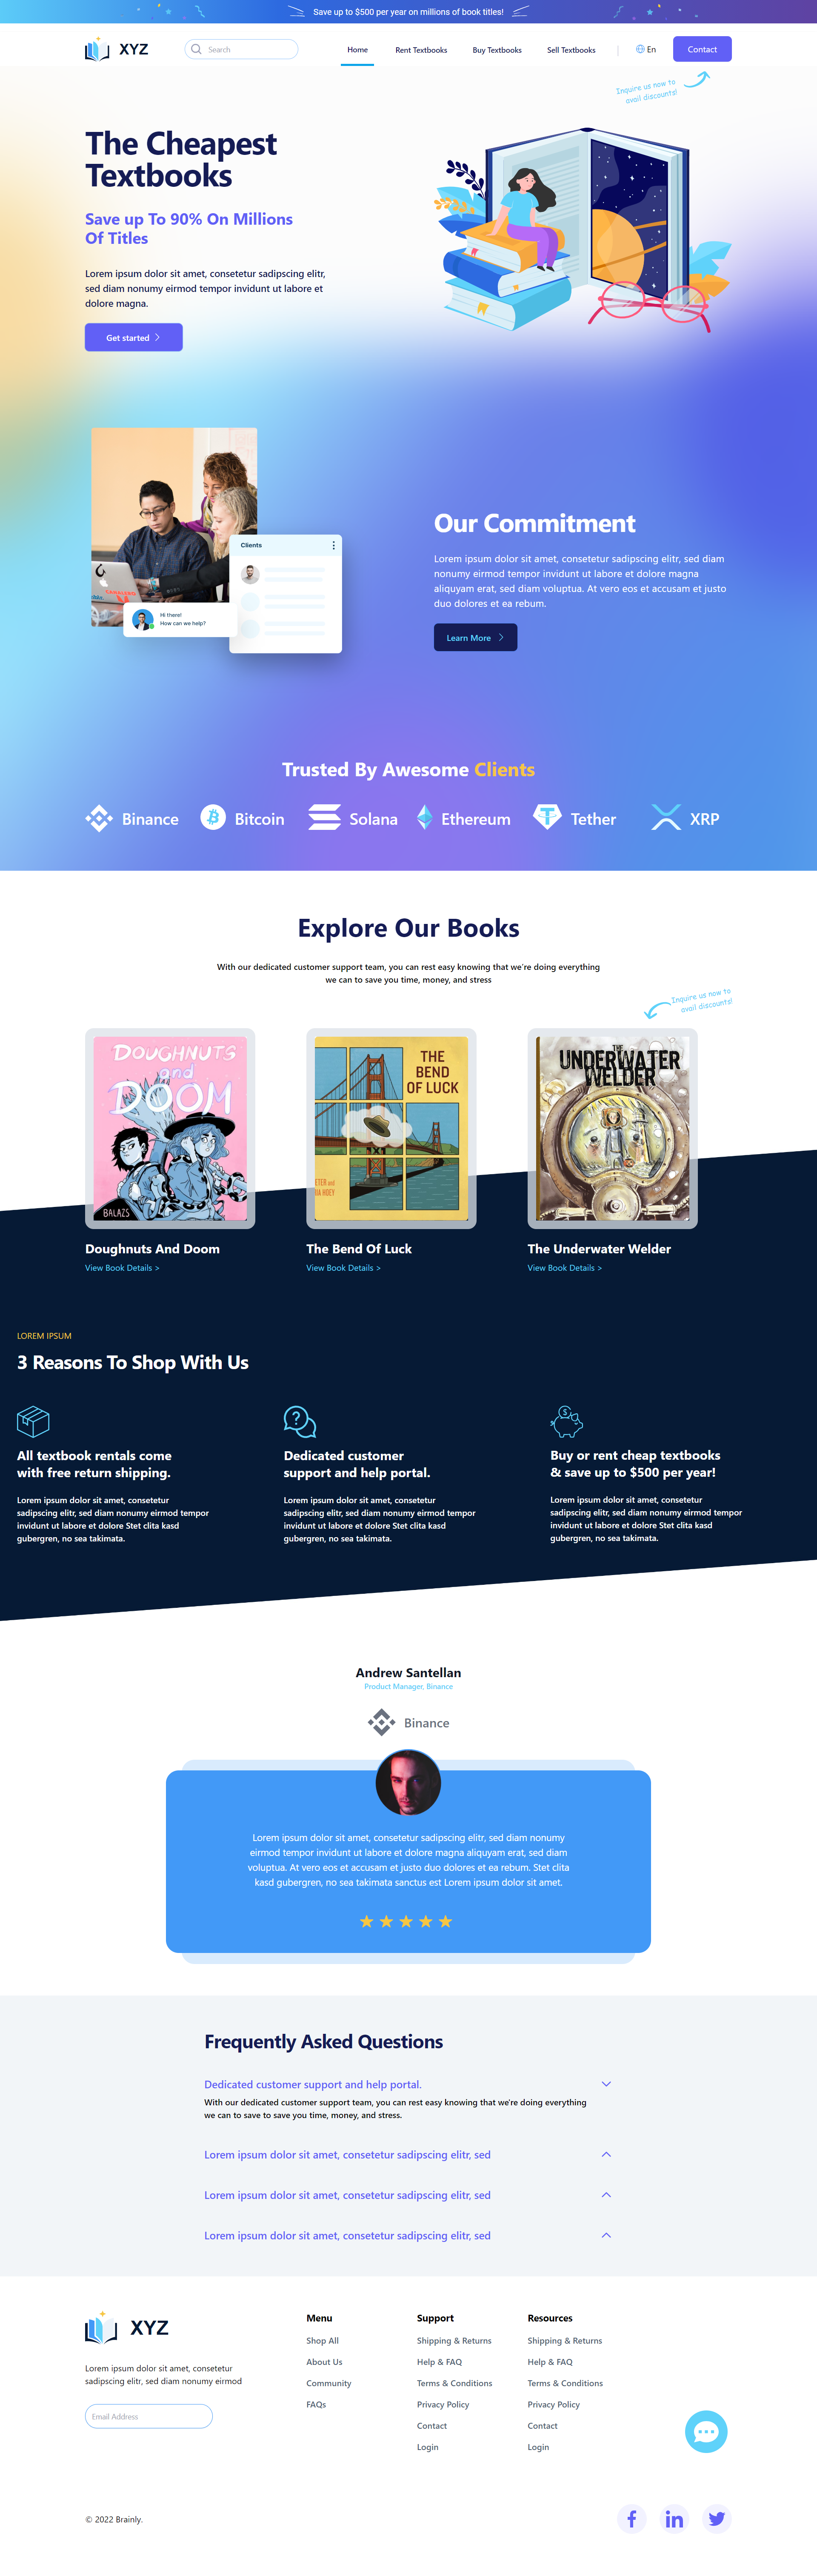 Save up to $500 per year on millions of book titles!
XYZ
Search
Home
Rent Textbooks
Buy Textbooks
Sell Textbooks
En
Contact
Inquire us now to
avail discounts!
The Cheapest
Textbooks
Save up To 90% On Millions
Of Titles
Lorem ipsum dolor sit amet, consetetur sadipscing elitr,
sed diam nonumy eirmod tempor invidunt ut labore et
dolore magna.
Get started
Clients
Hi there!
How can we help?
Our Commitment
Lorem ipsum dolor sit amet, consetetur sadipscing elitr, sed diam
nonumy eirmod tempor invidunt ut labore et dolore magna
aliquyam erat, sed diam voluptua. At vero eos et accusam et justo
duo dolores et ea rebum.
Learn More
Trusted By Awesome Clients
Binance
Bitcoin
Solana
Ethereum
Tether
XRP
Explore Our Books
With our dedicated customer support team, you can rest easy knowing that we're doing everything
we can to save you time, money, and stress
Inquire us now to
avail discounts!
DOUGHNUTS
and
DOOM
BALAZS
THE
BEND
OF LUCK
THE
UNDERWATER
WELDER
Doughnuts And Doom
View Book Details >
The Bend Of Luck
View Book Details >
The Underwater Welder
View Book Details >
LOREM IPSUM
3 Reasons To Shop With Us
All textbook rentals come
with free return shipping.
Lorem ipsum dolor sit amet, consetetur
sadipscing elitr, sed diam nonumy eirmod tempor
invidunt ut labore et dolore Stet clita kasd
gubergren, no sea takimata.
Dedicated customer
support and help portal.
Lorem ipsum dolor sit amet, consetetur
sadipscing elitr, sed diam nonumy eirmod tempor
invidunt ut labore et dolore Stet clita kasd
gubergren, no sea takimata.
Buy or rent cheap textbooks
& save up to $500 per year!
Lorem ipsum dolor sit amet, consetetur
sadipscing elitr, sed diam nonumy eirmod tempor
invidunt ut labore et dolore Stet clita kasd
gubergren, no sea takimata.
Andrew Santellan
Product Manager, Binance
Binance
Lorem ipsum dolor sit amet, consetetur sadipscing elitr, sed diam nonumy
eirmod tempor invidunt ut labore et dolore magna aliquyam erat, sed diam
voluptua. At vero eos et accusam et justo duo dolores et ea rebum. Stet clita
kasd gubergren, no sea takimata sanctus est Lorem ipsum dolor sit amet.
Frequently Asked Questions
Dedicated customer support and help portal.
With our dedicated customer support team, you can rest easy knowing that we're doing everything
we can to save to save you time, money, and stress.
Lorem ipsum dolor sit amet, consetetur sadipscing elitr, sed
Lorem ipsum dolor sit amet, consetetur sadipscing elitr, sed
Lorem ipsum dolor sit amet, consetetur sadipscing elitr, sed
XYZ
Lorem ipsum dolor sit amet, consetetur
sadipscing elitr, sed diam nonumy eirmod
Email Address
Menu
Shop All
About Us
Community
FAQs
Support
Shipping & Returns
Help & FAQ
Terms & Conditions
Privacy Policy
Contact
Login
Resources
Shipping & Returns
Help & FAQ
Terms & Conditions
Privacy Policy
Contact
Login
© 2022 Brainly.